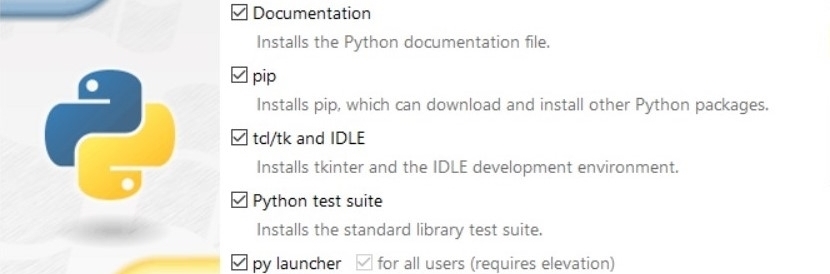 Documentation
Installs the Python documentation file.
pip
Installs pip, which can download and install other Python packages.
tcl/tk and IDLE
Installs tkinter and the IDLE development environment.
Python test suite
Installs the standard library test suite.
py launcher for all users (requires elevation)